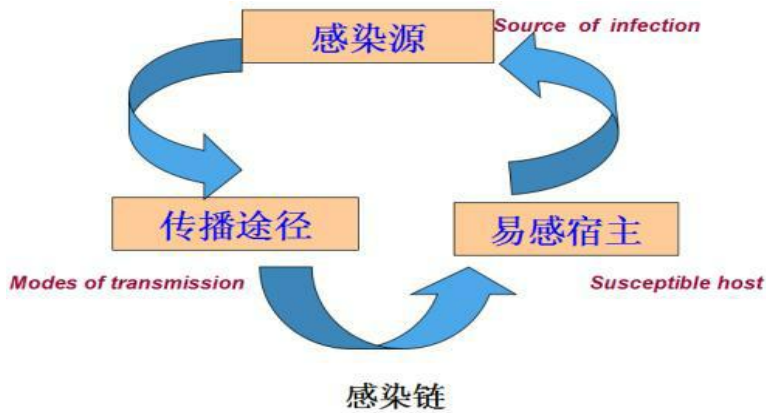 感染源
Source of infection
传播途径
易感宿主
Modes of transmission
Susceptible host
感染链